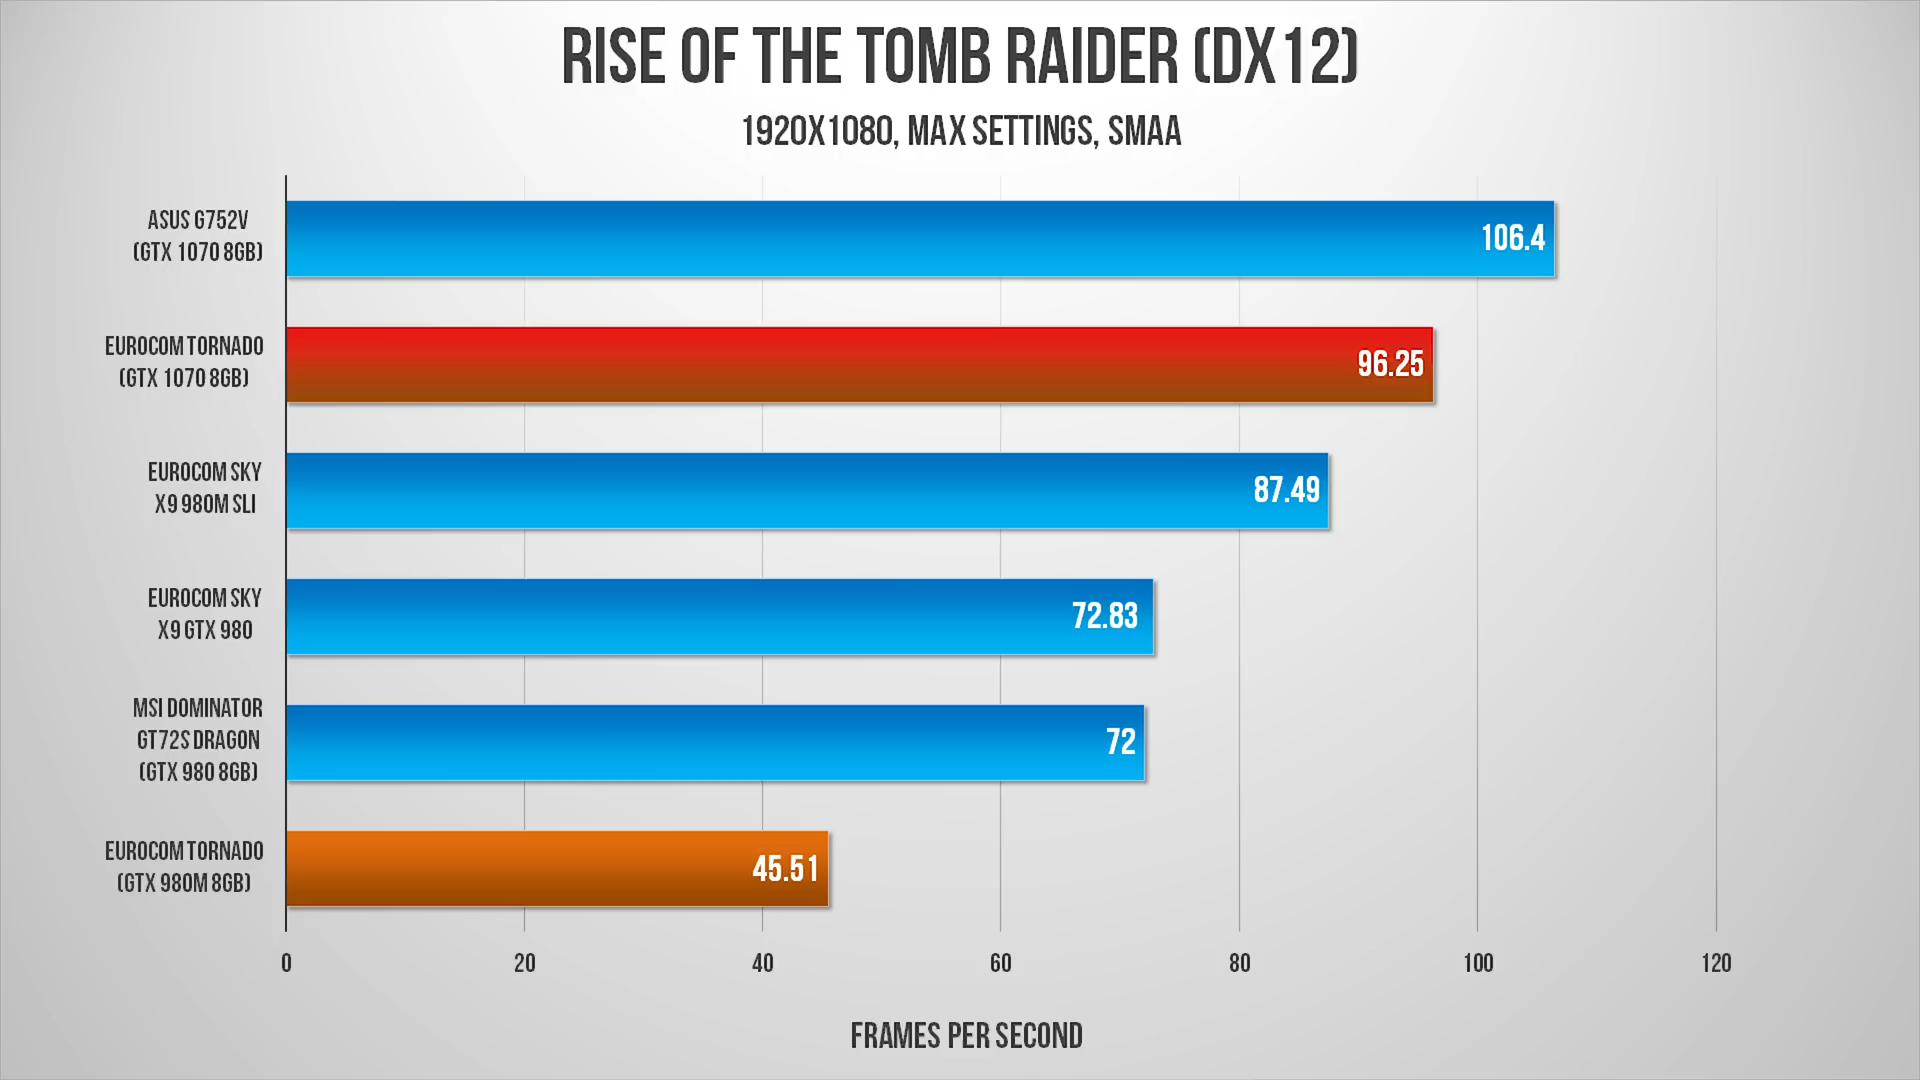 RISE OF THE TOMB RAIDER (DX12)
1920X1080, MAX SETTINGS, SMAA
ASUS G752V
(GTX 1070 8GB)
106.4
EUROCOM TORNADO
(GTX 1070 8GB)
96.25
EUROCOM SKY
X9 980M SLI
87.49
EUROCOM SKY
X9 GTX 980
72.83
MSI DOMINATOR
GT72S DRAGON
(GTX 980 8GB)
72
EUROCOM TORNADO
(GTX 980M 8GB)
45.51
0 20 40 60 80 100 120
FRAMES PER SECOND